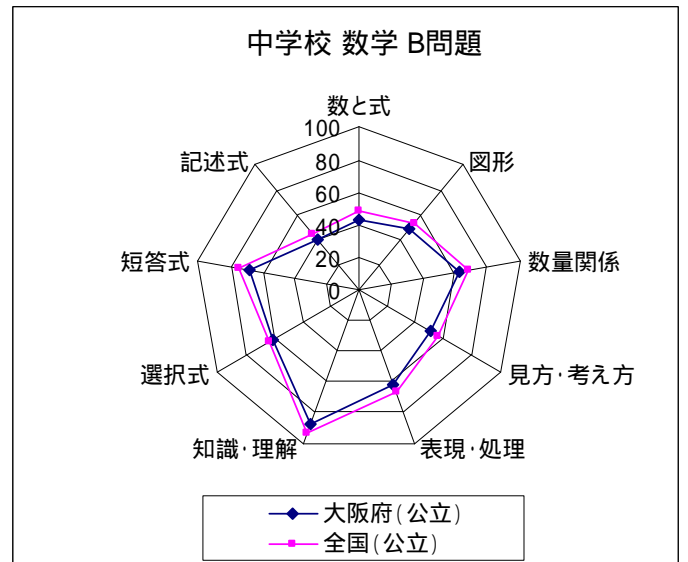 中学校 数学 B問題
数と式
図形
数量関係
見方・考え方
表現・処理
知識・理解
選択式
短答式
記述式
100
80
60
40
20
0
大阪府(公立)
全国(公立)